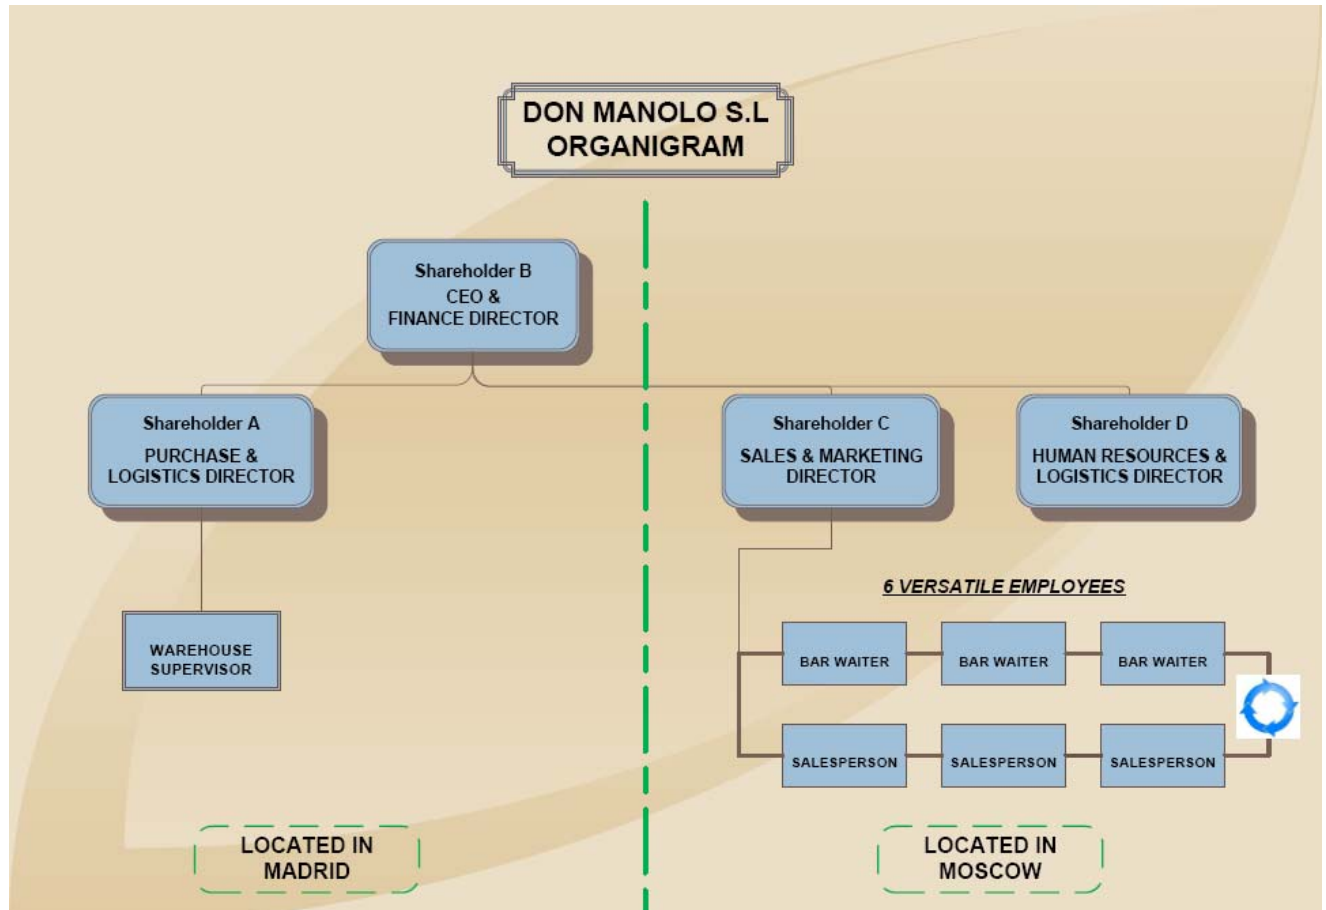 DON MANOLO S.L
ORGANIGRAM
Shareholder B
CEO &
FINANCE DIRECTOR
Shareholder A
PURCHASE &
LOGISTICS DIRECTOR
Shareholder C
SALES & MARKETING
DIRECTOR
Shareholder D
HUMAN RESOURCES &
LOGISTICS DIRECTOR
WAREHOUSE
SUPERVISOR
6 VERSATILE EMPLOYEES
BAR WAITER
BAR WAITER
BAR WAITER
SALESPERSON
SALESPERSON
SALESPERSON
LOCATED IN
MADRID
LOCATED IN
MOSCOW